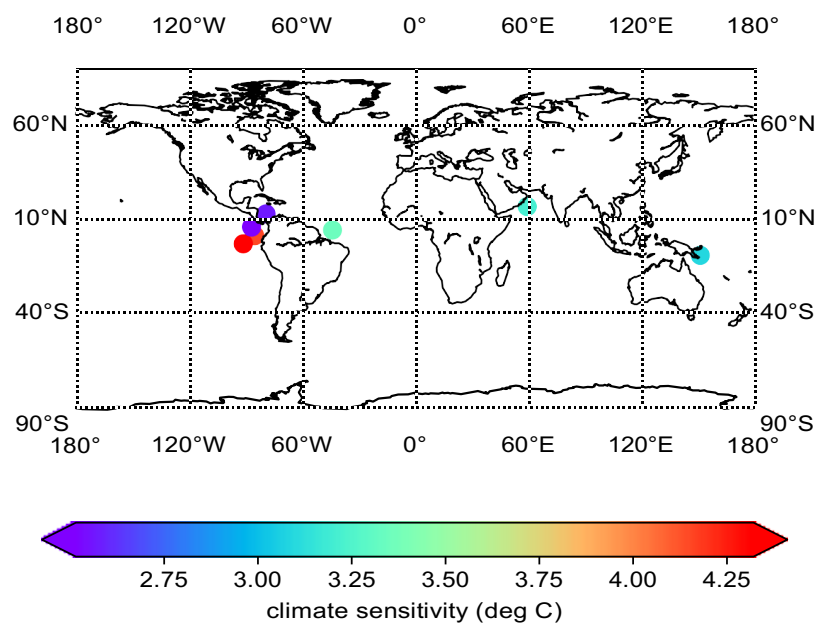 180° 120°W 60°W 0° 60°E 120°E 180°
60°N 60°N
10°N 10°N
40°S 40°S
90°S 90°S
180° 120°W 60°W 0° 60°E 120°E 180°
2.75 3.00 3.25 3.50 3.75 4.00 4.25
climate sensitivity (deg C)